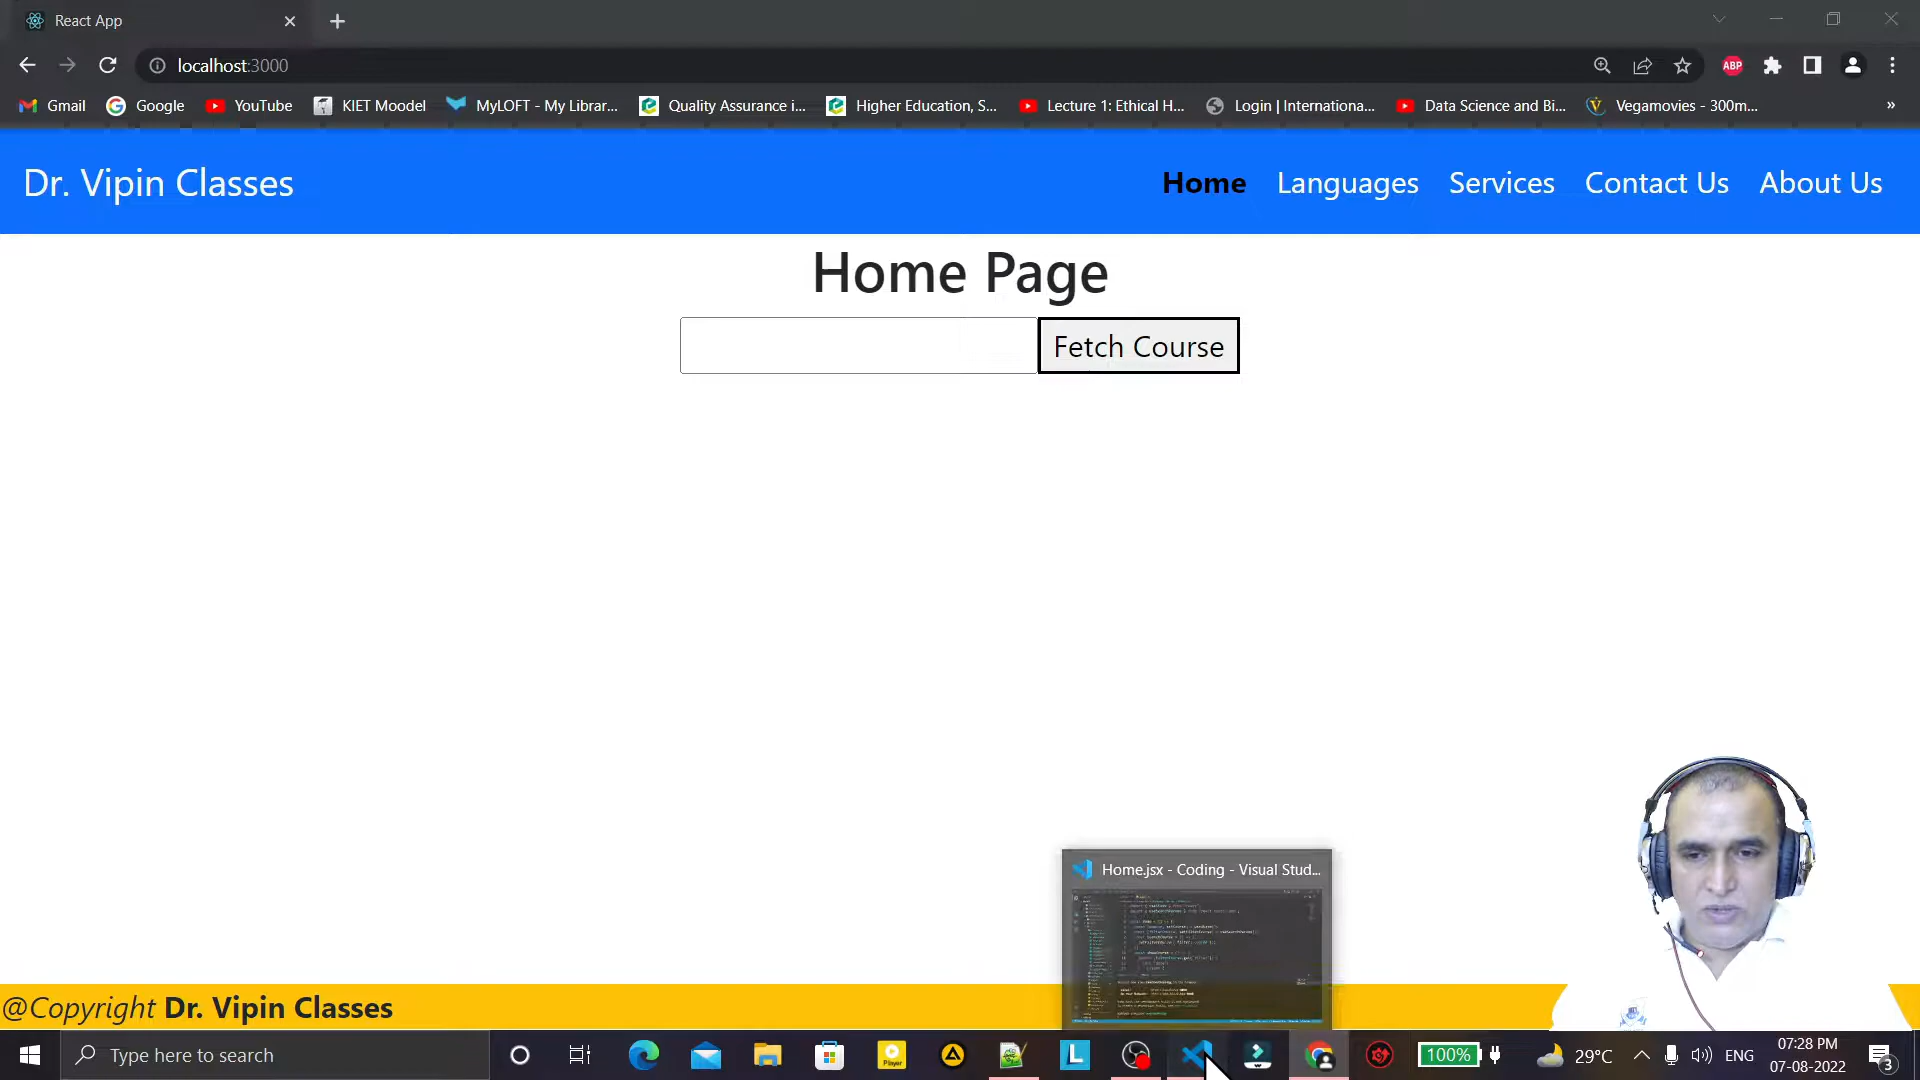 React App
localhost:3000
ABP
Gmail
Google
YouTube
KIET Moodel
MyLOFT - My Librar...
Quality Assurance i...
Higher Education, S...
Lecture 1: Ethical H...
Login | Internationa...
Data Science and Bi...
Vegamovies - 300m...
»
Dr. Vipin Classes
Home
Languages
Services
Contact Us
About Us
Home Page
Fetch Course
Home.jsx - Coding - Visual Stud...
@Copyright Dr. Vipin Classes
Type here to search
Player
L
100%
29°C
ENG
07:28 PM
07-08-2022
3